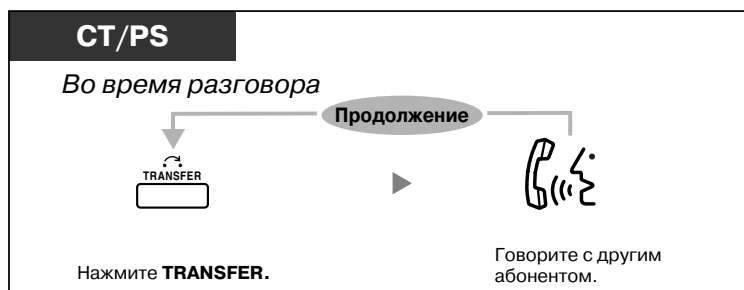 CT/PS
Во время разговора
Продолжение
TRANSFER
Нажмите TRANSFER.
Говорите с другим
абонентом.